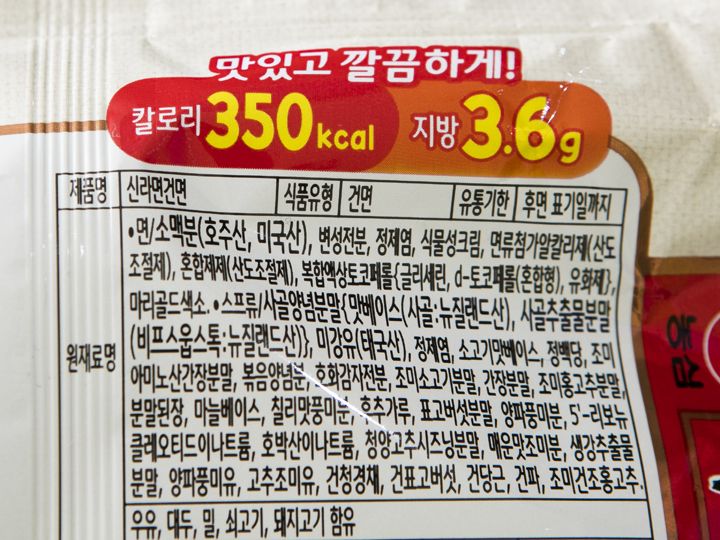 맛있고 깔끔하게!
칼로리 350 kcal 지방 3.6g
제품명 신라면건면 식품유형 건면 유통기한 후면 표기일까지
원재료명
•면/소맥분(호주산, 미국산), 변성전분, 정제염, 식물성크림, 면류첨가알칼리제(산도
조절제), 혼합제제(산도조절제), 복합액상토코페롤{글리세린, d-토코페롤(혼합형), 유화제},
마리골드색소. •스프류/사골양념분말{맛베이스(사골:뉴질랜드산), 사골추출물분말
(비프스웁스톡:뉴질랜드산)}, 미강유(태국산), 정제염, 소고기맛베이스, 정백당, 조미
아미노산간장분말, 볶음양념분, 호화감자전분, 조미소고기분말, 간장분말, 조미홍고추분말,
분말된장, 마늘베이스, 칠리맛풍미분, 후추가루, 표고버섯분말, 양파풍미분, 5'-리보뉴
클레오티드이나트륨, 호박산이나트륨, 청양고추시즈닝분말, 매운맛조미분, 생강추출물
분말, 양파풍미유, 고추조미유, 건청경채, 건표고버섯, 건당근, 건파, 조미건조홍고추.
우유, 대두, 밀, 쇠고기, 돼지고기 함유
농심